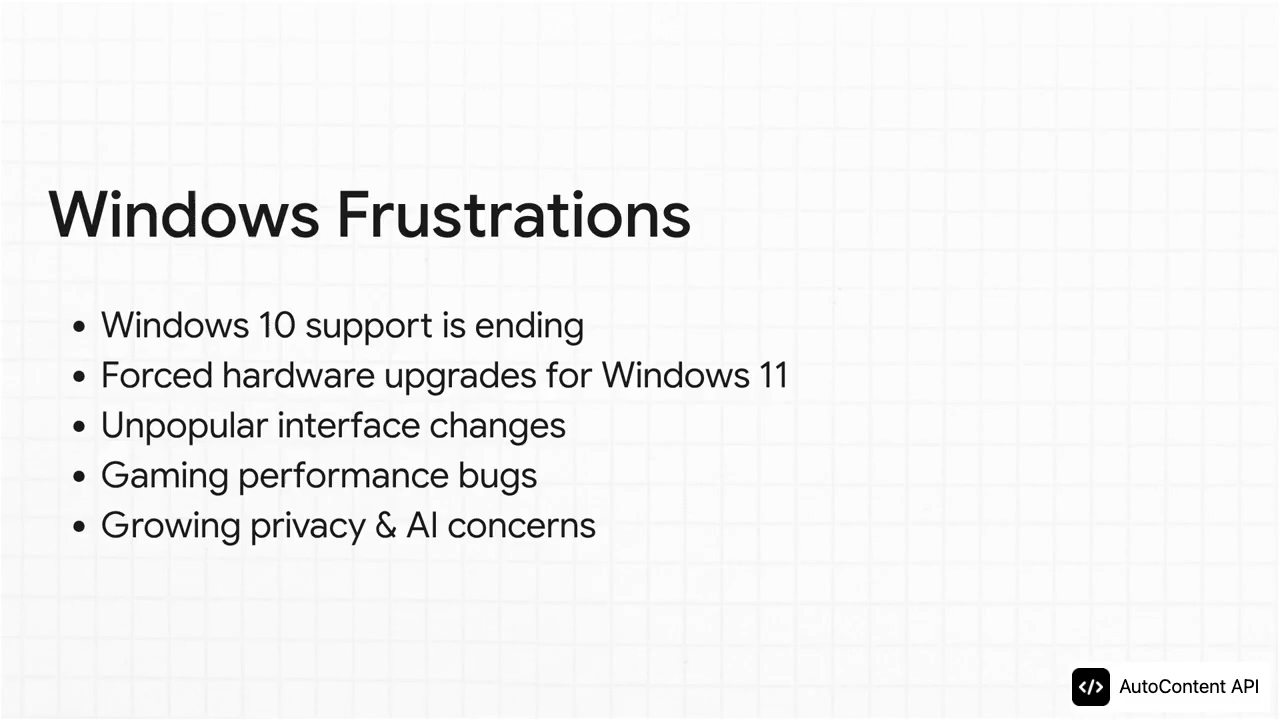 Windows Frustrations
• Windows 10 support is ending
• Forced hardware upgrades for Windows 11
• Unpopular interface changes
• Gaming performance bugs
• Growing privacy & AI concerns
</> AutoContent API